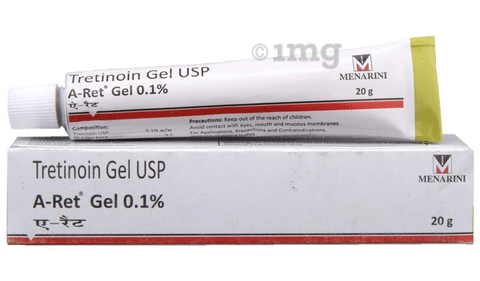 1mg
Tretinoin Gel USP
A-Ret® Gel 0.1%
ए-रैट
MENARINI
20 g
Composition:
Tretinoin USP 0.1% w/w.
Precautions: Keep out of the reach of children.
Avoid contact with eyes, mouth and mucous membranes.
For Applications, Precautions and Contraindications,
Tretinoin Gel USP
A-Ret® Gel 0.1%
ए-रैट
MENARINI
20 g